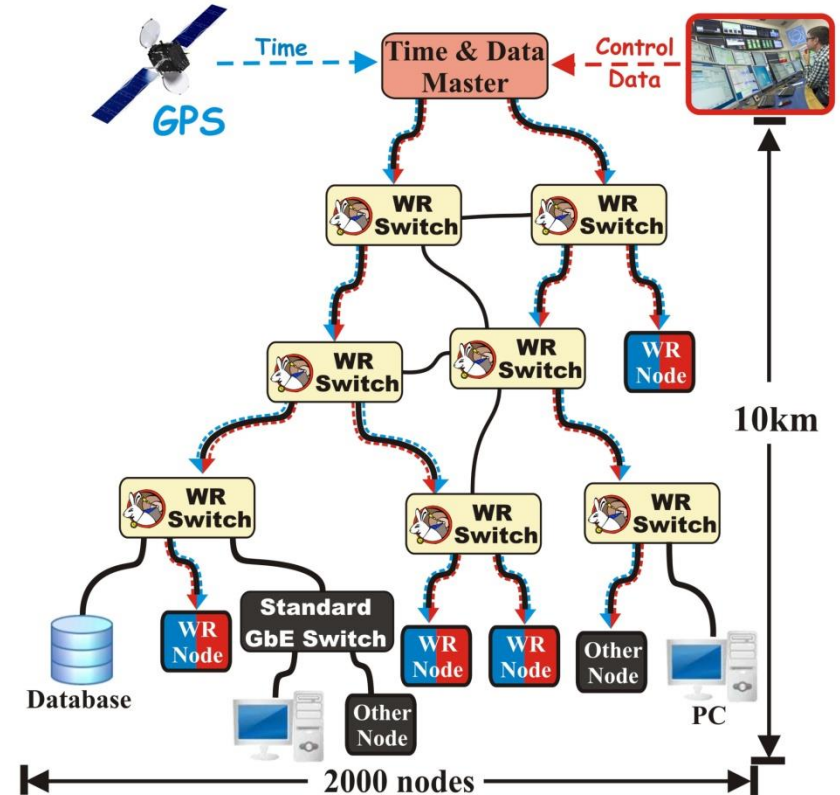 Time
GPS
Time & Data
Master
Control
Data
WR
Switch
WR
Switch
WR
Switch
WR
Switch
WR
Node
10km
WR
Switch
WR
Switch
WR
Switch
Database
WR
Node
Standard
GbE Switch
WR
Node
WR
Node
Other
Node
PC
Other
Node
2000 nodes